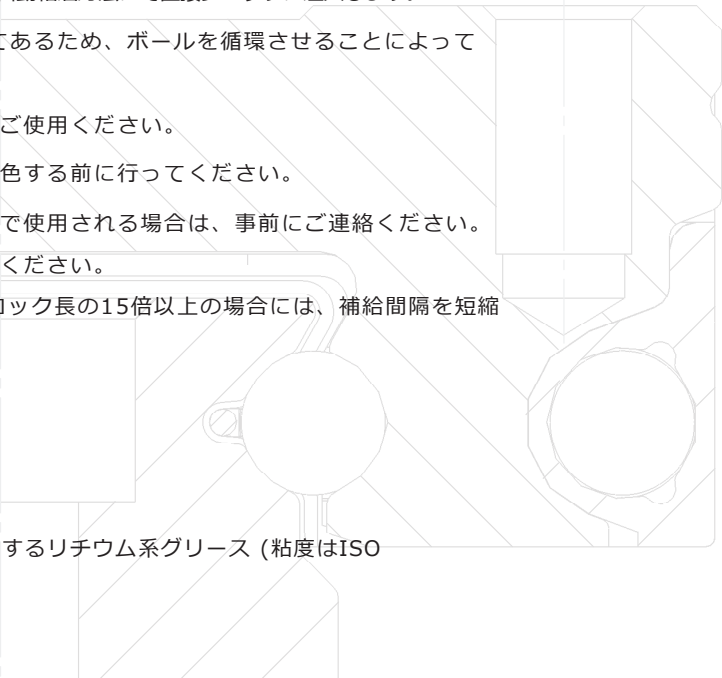 てあるため、ボールを循環させることによって
ご使用ください。
色する前に行ってください。
で使用される場合は、事前にご連絡ください。
ください。
ロック長の15倍以上の場合には、補給間隔を短縮
するリチウム系グリース (粘度はISO